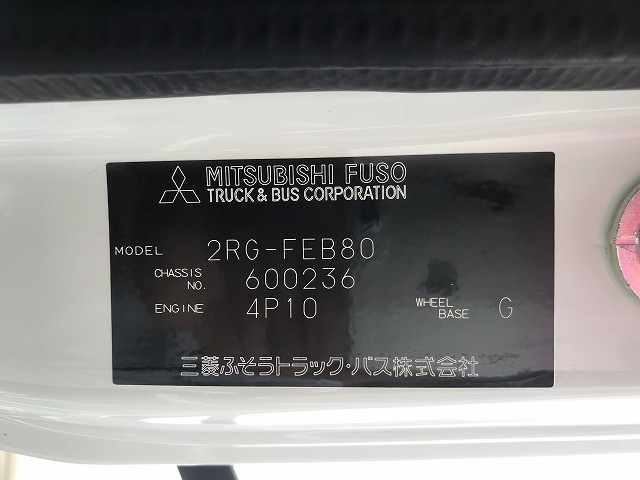 MITSUBISHI FUSO
TRUCK & BUS CORPORATION
MODEL 2RG-FEB80
CHASSIS NO. 600236
ENGINE 4P10 WHEEL BASE G
三菱ふそうトラック・バス株式会社